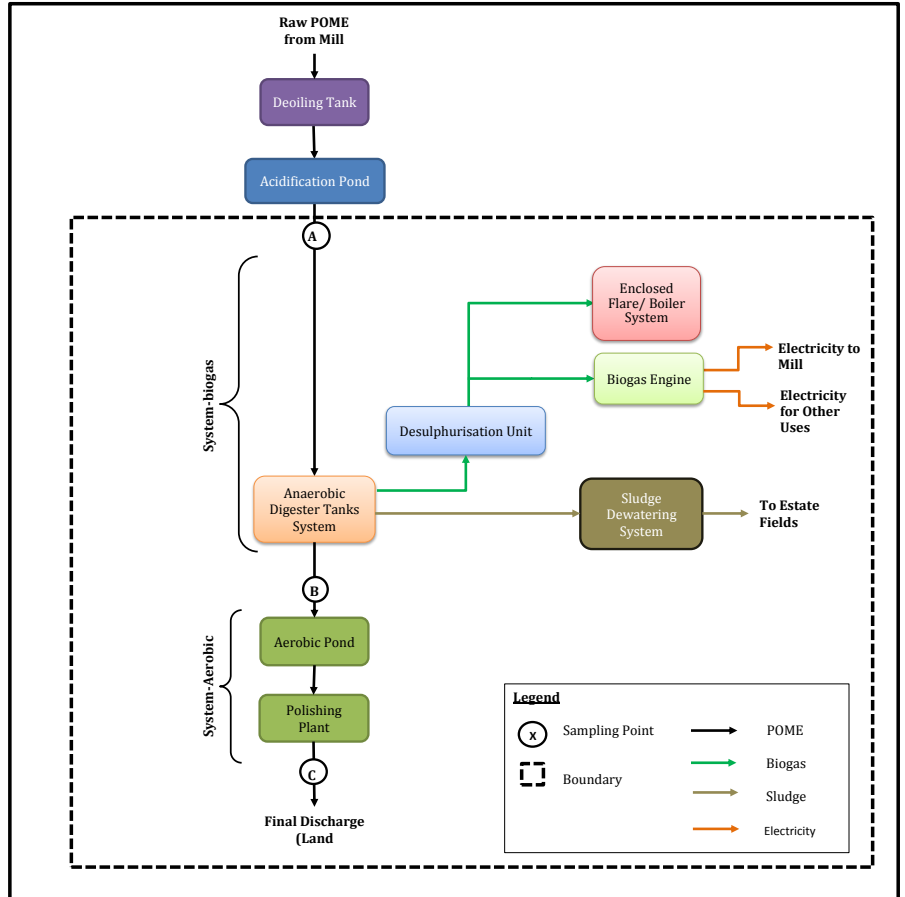 Raw POME
from Mill
Deoiling Tank
Acidification Pond
A
System-biogas
Enclosed
Flare/ Boiler
System
Biogas Engine
Electricity to
Mill
Electricity
for Other
Uses
Desulphurisation Unit
Anaerobic
Digester Tanks
System
Sludge
Dewatering
System
To Estate
Fields
B
System-Aerobic
Aerobic Pond
Polishing
Plant
C
Final Discharge
(Land
Legend
X Sampling Point
Boundary
POME
Biogas
Sludge
Electricity